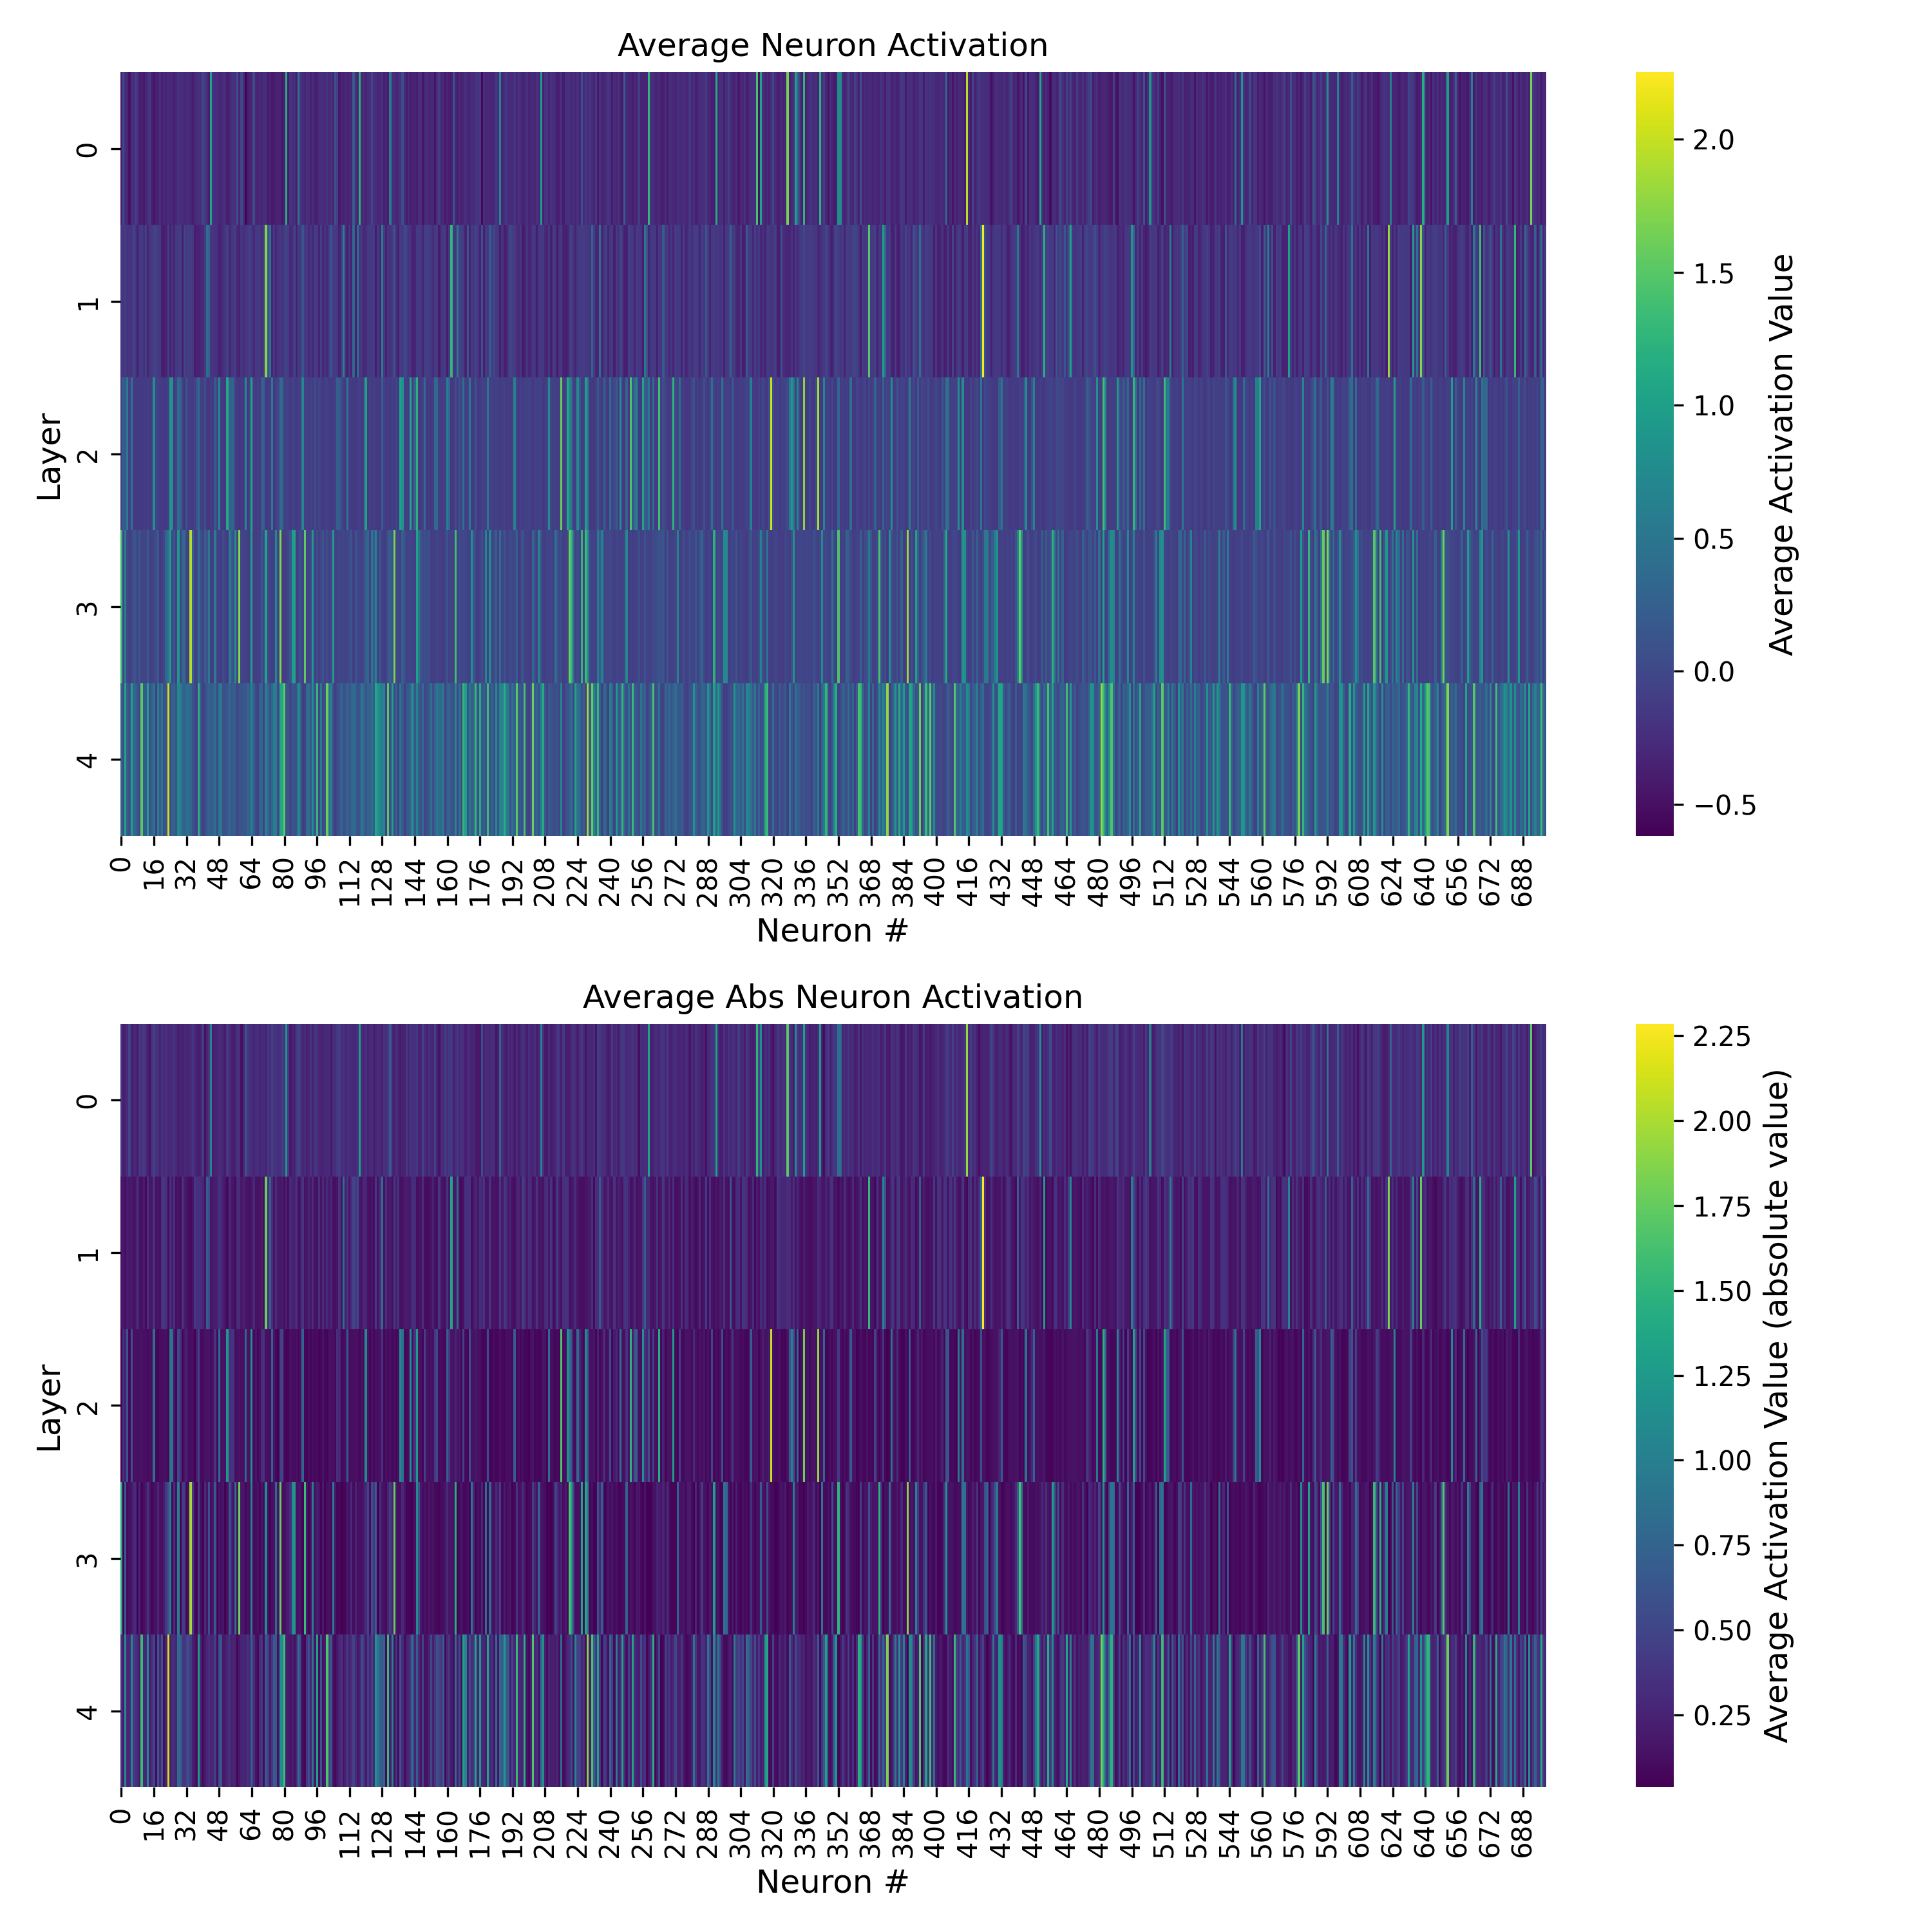 Average Neuron Activation
Layer
0
1
2
3
4
0 16 32 48 64 80 96 112 128 144 160 176 192 208 224 240 256 272 288 304 320 336 352 368 384 400 416 432 448 464 480 496 512 528 544 560 576 592 608 624 640 656 672 688
Neuron #
2.0
1.5
1.0
0.5
0.0
−0.5
Average Activation Value
Average Abs Neuron Activation
Layer
0
1
2
3
4
0 16 32 48 64 80 96 112 128 144 160 176 192 208 224 240 256 272 288 304 320 336 352 368 384 400 416 432 448 464 480 496 512 528 544 560 576 592 608 624 640 656 672 688
Neuron #
2.25
2.00
1.75
1.50
1.25
1.00
0.75
0.50
0.25
Average Activation Value (absolute value)